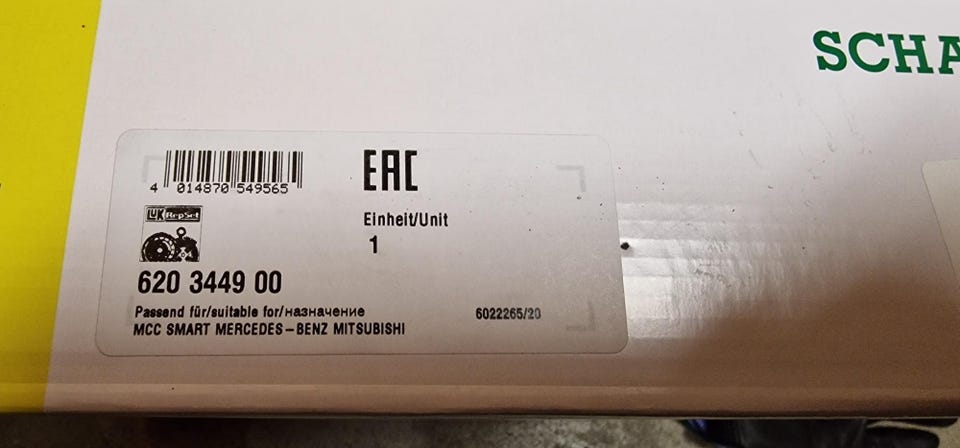 SCHA
EAC
4 014870 549565
Einheit/Unit
1
LUK RepSet
620 3449 00
Passend für/suitable for/назначение
6022265/20
MCC SMART MERCEDES-BENZ MITSUBISHI